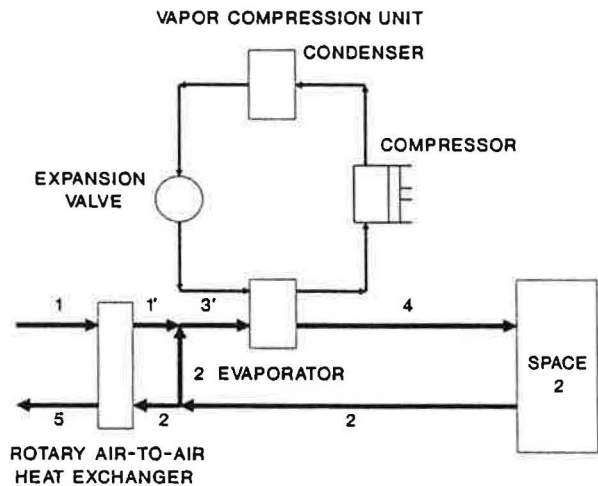 VAPOR COMPRESSION UNIT
CONDENSER
COMPRESSOR
EXPANSION
VALVE
1
1'
3'
4
2 EVAPORATOR
SPACE
2
5
2
2
ROTARY AIR-TO-AIR
HEAT EXCHANGER